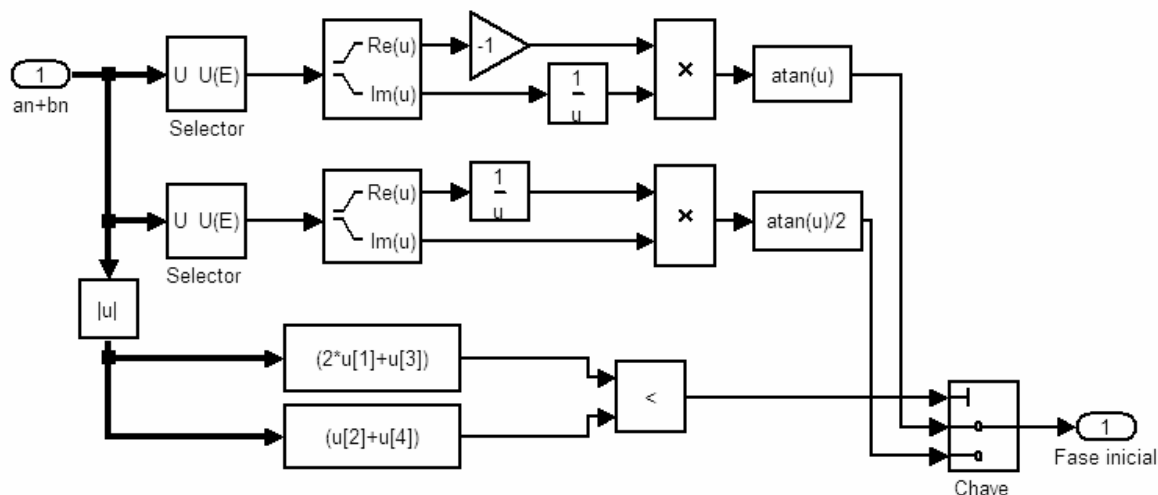 1
an+bn
U U(E)
Selector
Re(u)
Im(u)
-1
1
u
×
atan(u)
U U(E)
Selector
Re(u)
Im(u)
1
u
×
atan(u)/2
|u|
(2*u[1]+u[3])
(u[2]+u[4])
<
Chave
1
Fase inicial